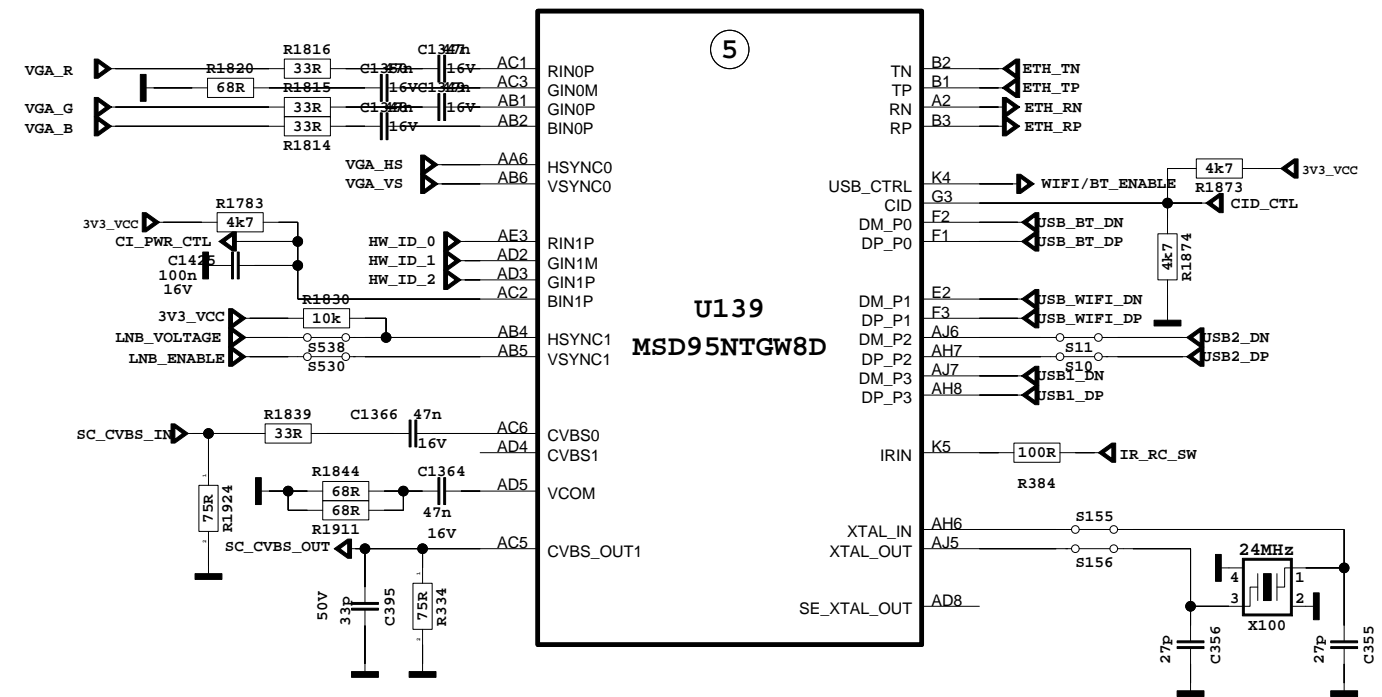 5
U139
MSD95NTGW8D
VGA_R
R1816
33R
16V
AC1
RIN0P
R1820
68R
16V
AC3
GIN0M
VGA_G
R1815
33R
16V
AB1
GIN0P
VGA_B
33R
R1814
16V
AB2
BIN0P
VGA_HS
AA6
HSYNC0
VGA_VS
AB6
VSYNC0
3V3_VCC
R1783
4k7
CI_PWR_CTL
C1425
100n
16V
HW_ID_0
AE3
RIN1P
HW_ID_1
AD2
GIN1M
HW_ID_2
AD3
GIN1P
AC2
BIN1P
R1830
3V3_VCC
10k
LNB_VOLTAGE
S538
AB4
HSYNC1
LNB_ENABLE
S530
AB5
VSYNC1
SC_CVBS_IN
R1839
33R
C1366
47n
16V
AC6
CVBS0
AD4
CVBS1
1
75R
R1924
2
R1844
68R
68R
R1911
C1364
47n
16V
AD5
VCOM
SC_CVBS_OUT
AC5
CVBS_OUT1
50V
33p
C395
1
75R
R334
2
TN
B2
ETH_TN
TP
B1
ETH_TP
RN
A2
ETH_RN
RP
B3
ETH_RP
USB_CTRL
K4
WIFI/BT_ENABLE
4k7
R1873
3V3_VCC
CID
G3
CID_CTL
4k7
R1874
DM_P0
F2
USB_BT_DN
DP_P0
F1
USB_BT_DP
DM_P1
E2
USB_WIFI_DN
DP_P1
F3
USB_WIFI_DP
DM_P2
AJ6
S11
USB2_DN
DP_P2
AH7
S10
USB2_DP
DM_P3
AJ7
USB1_DN
DP_P3
AH8
USB1_DP
IRIN
K5
100R
R384
IR_RC_SW
XTAL_IN
AH6
S155
XTAL_OUT
AJ5
S156
24MHz
4
1
3
2
X100
SE_XTAL_OUT
AD8
27p
C356
27p
C355